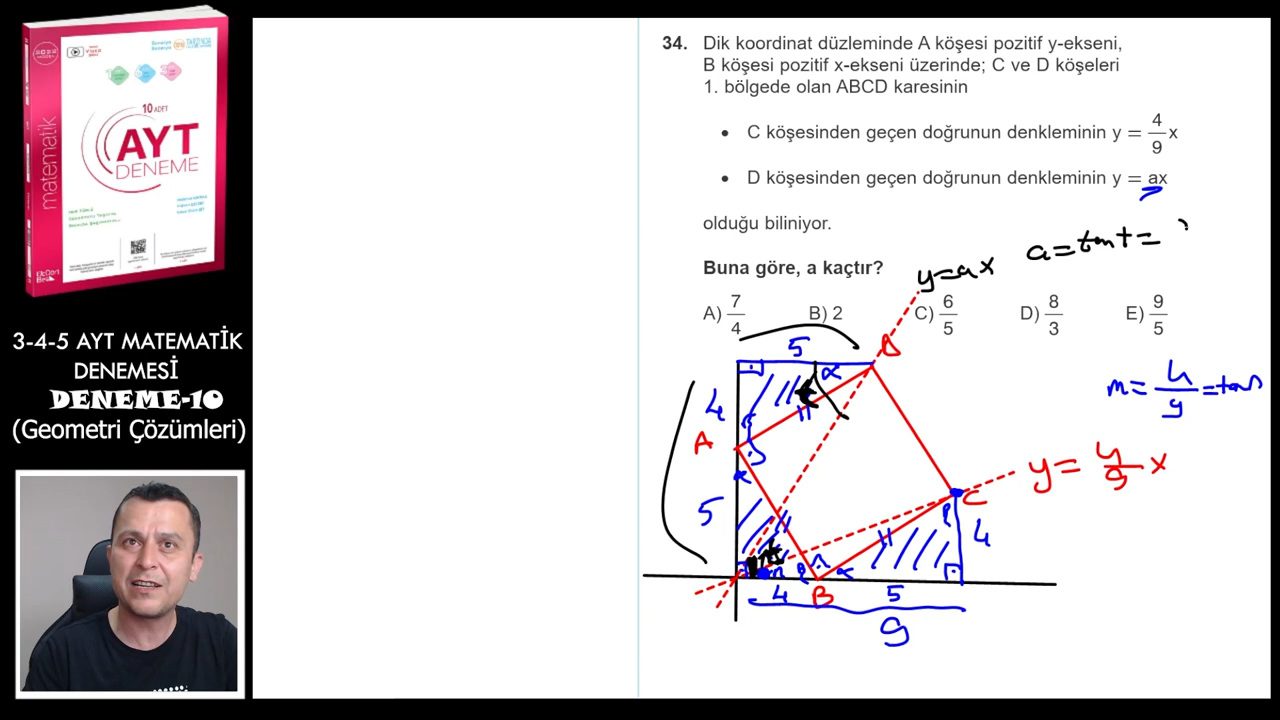 matematik
10 ADET
AYT
DENEME
3-4-5 AYT MATEMATİK
DENEMESİ
DENEME-10
(Geometri Çözümleri)
34. Dik koordinat düzleminde A köşesi pozitif y-ekseni,
B köşesi pozitif x-ekseni üzerinde; C ve D köşeleri
1. bölgede olan ABCD karesinin
• C köşesinden geçen doğrunun denkleminin y = 4/9 x
• D köşesinden geçen doğrunun denkleminin y = ax
olduğu biliniyor.
a = tan t = ?
Buna göre, a kaçtır?
y = ax
A) 7/4 B) 2 C) 6/5 D) 8/3 E) 9/5
5
D
α
4
A
α
5
y = 4/9 x
C
β
4
t
β
α
4
B
5
9
m = 4/9 = tan